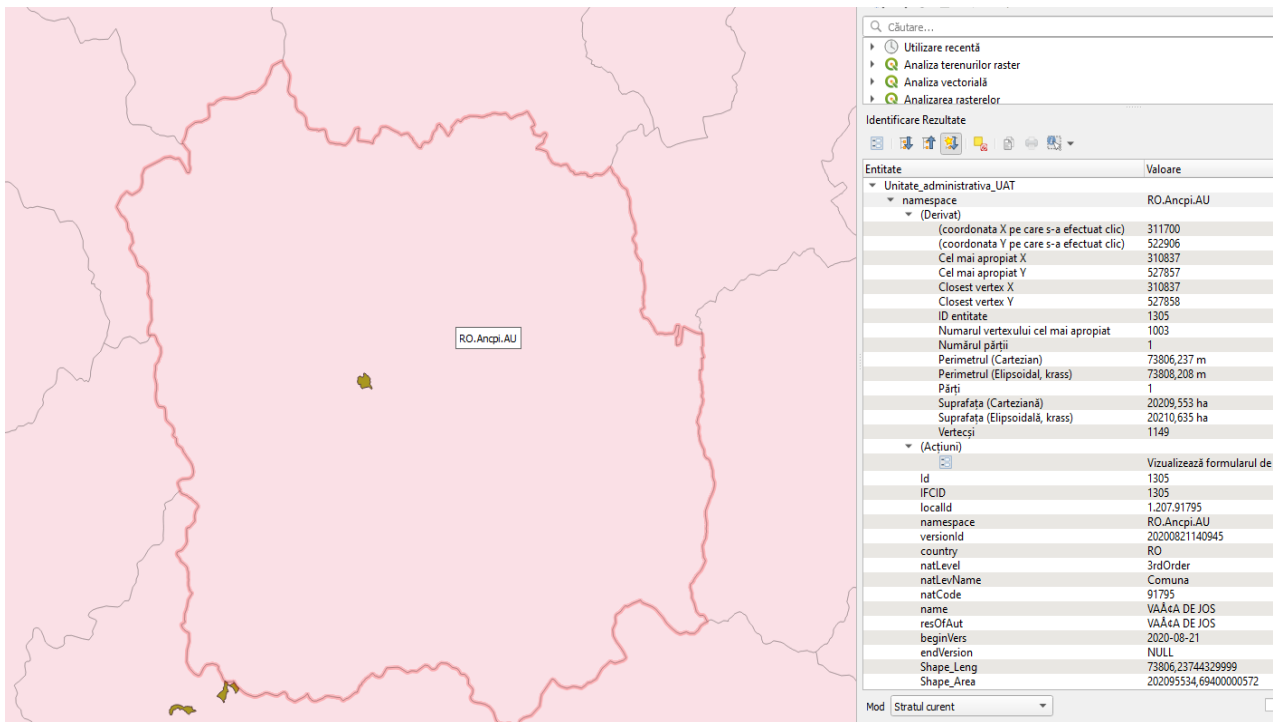 Căutare...
Utilizare recentă
Analiza terenurilor raster
Analiza vectorială
Analizarea rasterelor
Identificare Rezultate
Entitate Valoare
Unitate_administrativa_UAT
namespace RO.Ancpi.AU
(Derivat)
(coordonata X pe care s-a efectuat clic) 311700
(coordonata Y pe care s-a efectuat clic) 522906
Cel mai apropiat X 310837
Cel mai apropiat Y 527857
Closest vertex X 310837
Closest vertex Y 527858
ID entitate 1305
Numarul vertexului cel mai apropiat 1003
Numărul părții 1
Perimetrul (Cartezian) 73806,237 m
Perimetrul (Elipsoidal, krass) 73808,208 m
Părți 1
Suprafața (Carteziană) 20209,553 ha
Suprafața (Elipsoidală, krass) 20210,635 ha
Vertecși 1149
(Acțiuni)
Vizualizează formularul de
Id 1305
IFCID 1305
localId 1.207.91795
namespace RO.Ancpi.AU
versionId 20200821140945
country RO
natLevel 3rdOrder
natLevName Comuna
natCode 91795
name VAÅ¢A DE JOS
resOfAut VAÅ¢A DE JOS
beginVers 2020-08-21
endVersion NULL
Shape_Leng 73806,23744329999
Shape_Area 202095534,69400000572
Mod Stratul curent
RO.Ancpi.AU